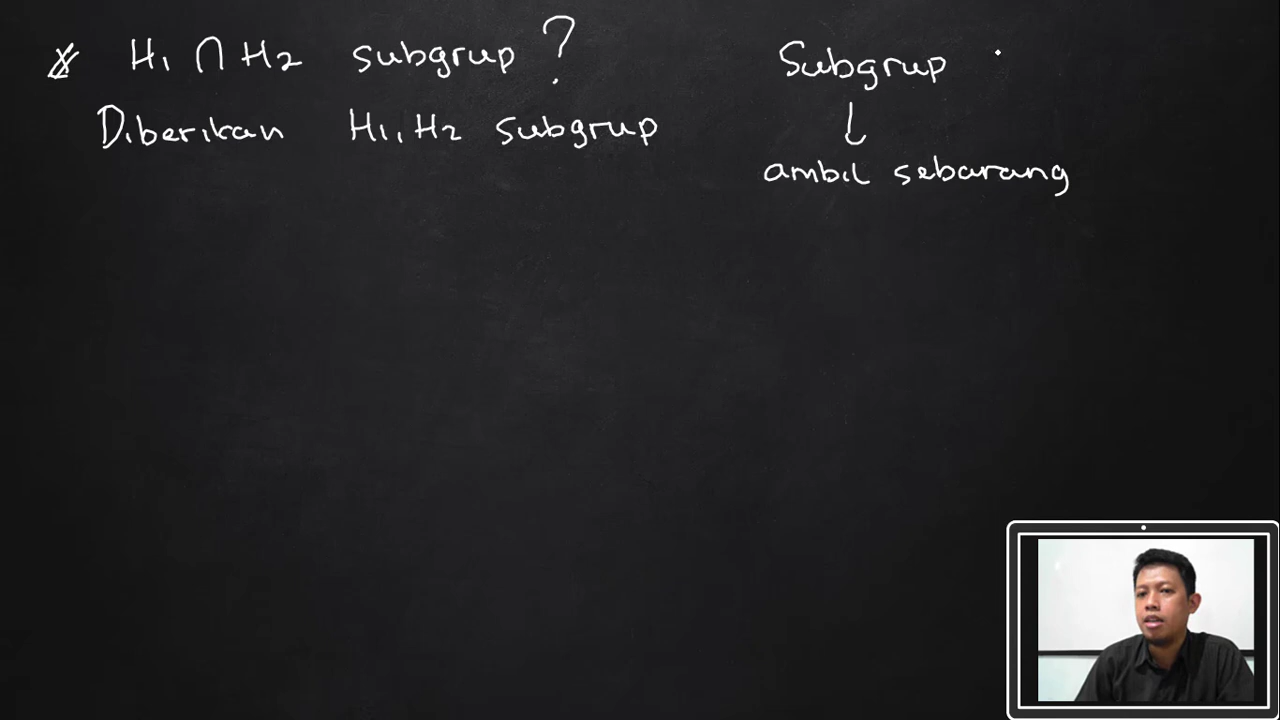 * H₁ ∩ H₂ subgrup ?
Diberikan H₁, H₂ subgrup
Subgrup
↳
ambil sebarang